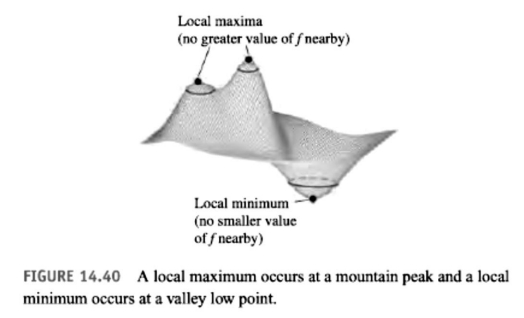 Local maxima
(no greater value of f nearby)
Local minimum
(no smaller value
of f nearby)
FIGURE 14.40 A local maximum occurs at a mountain peak and a local
minimum occurs at a valley low point.